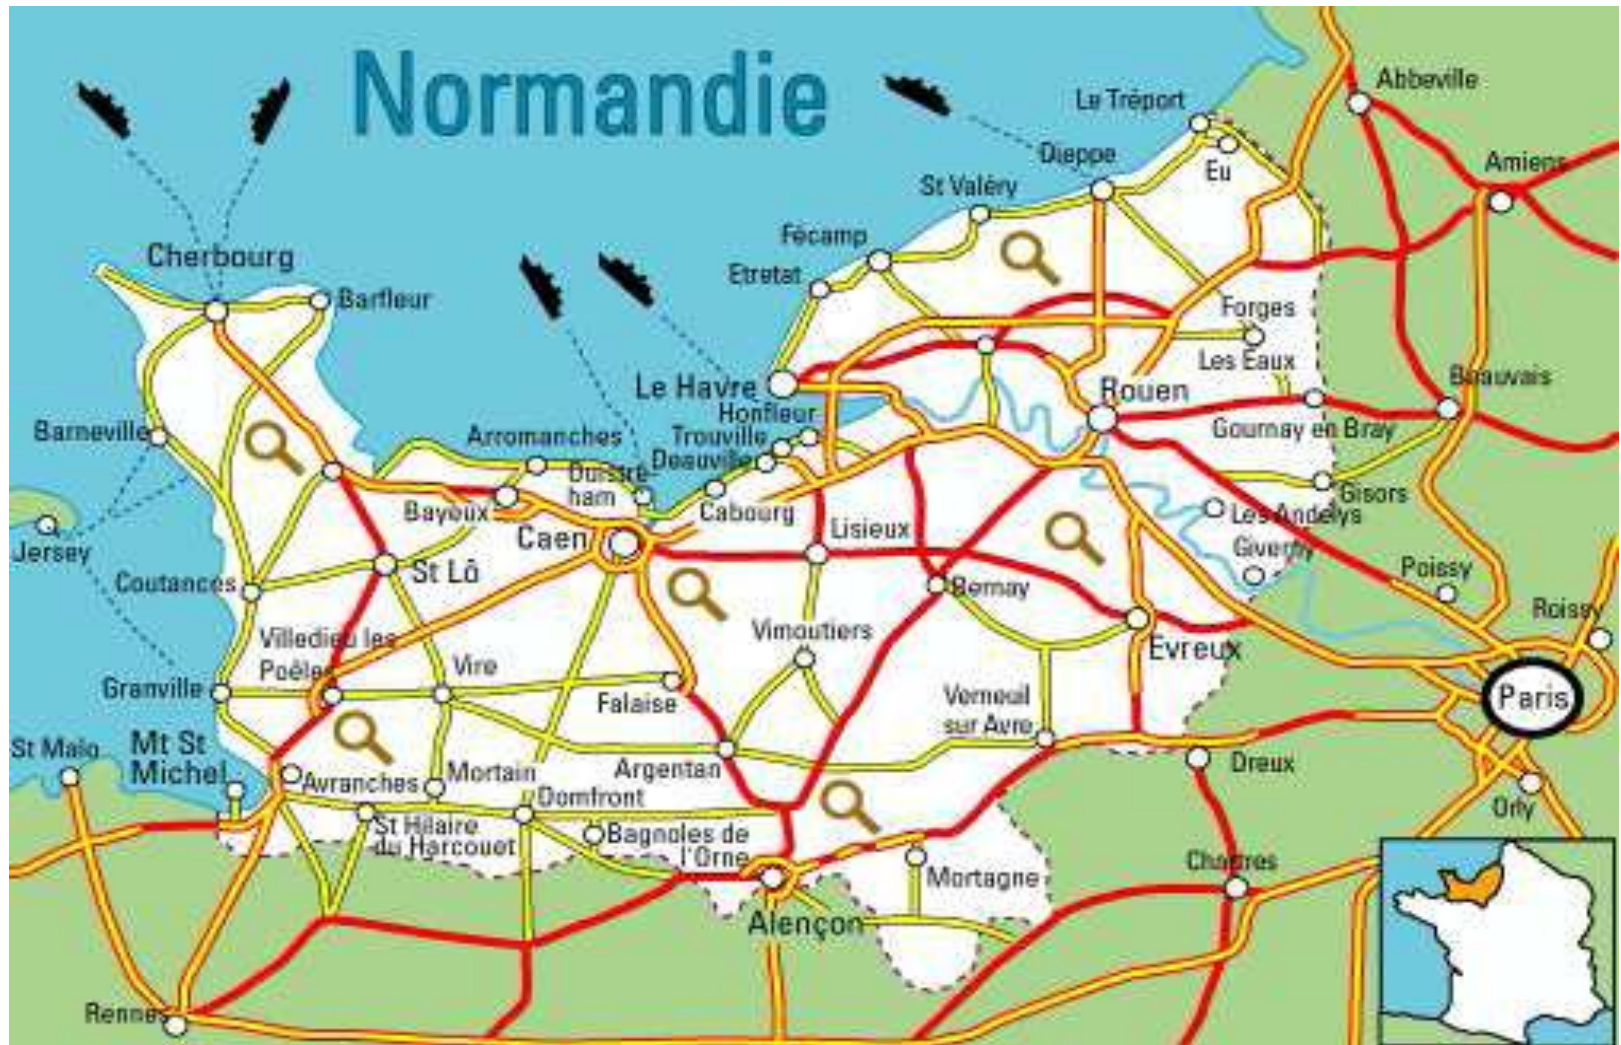 Normandie
Abbeville
Le Tréport
Dieppe
Eu
Amiens
St Valéry
Fécamp
Etretat
Cherbourg
Barfleur
Forges
Les Eaux
Le Havre
Honfleur
Rouen
Beauvais
Barneville
Arromanches
Trouville
Deauville
Ouistre-
ham
Gournay en Bray
Gisors
Bayeux
Cabourg
Caen
Lisieux
Les Andelys
Giverny
Jersey
Coutances
St Lô
Bernay
Poissy
Roissy
Villedieu les
Poêles
Vire
Vimoutiers
Evreux
Granville
Falaise
Verneuil
sur Avre
Paris
St Malo
Mt St
Michel
Avranches
Mortain
Argentan
Dreux
Domfront
Orly
St Hilaire
du Harcouet
Bagnoles de
l'Orne
Mortagne
Chartres
Alençon
Rennes